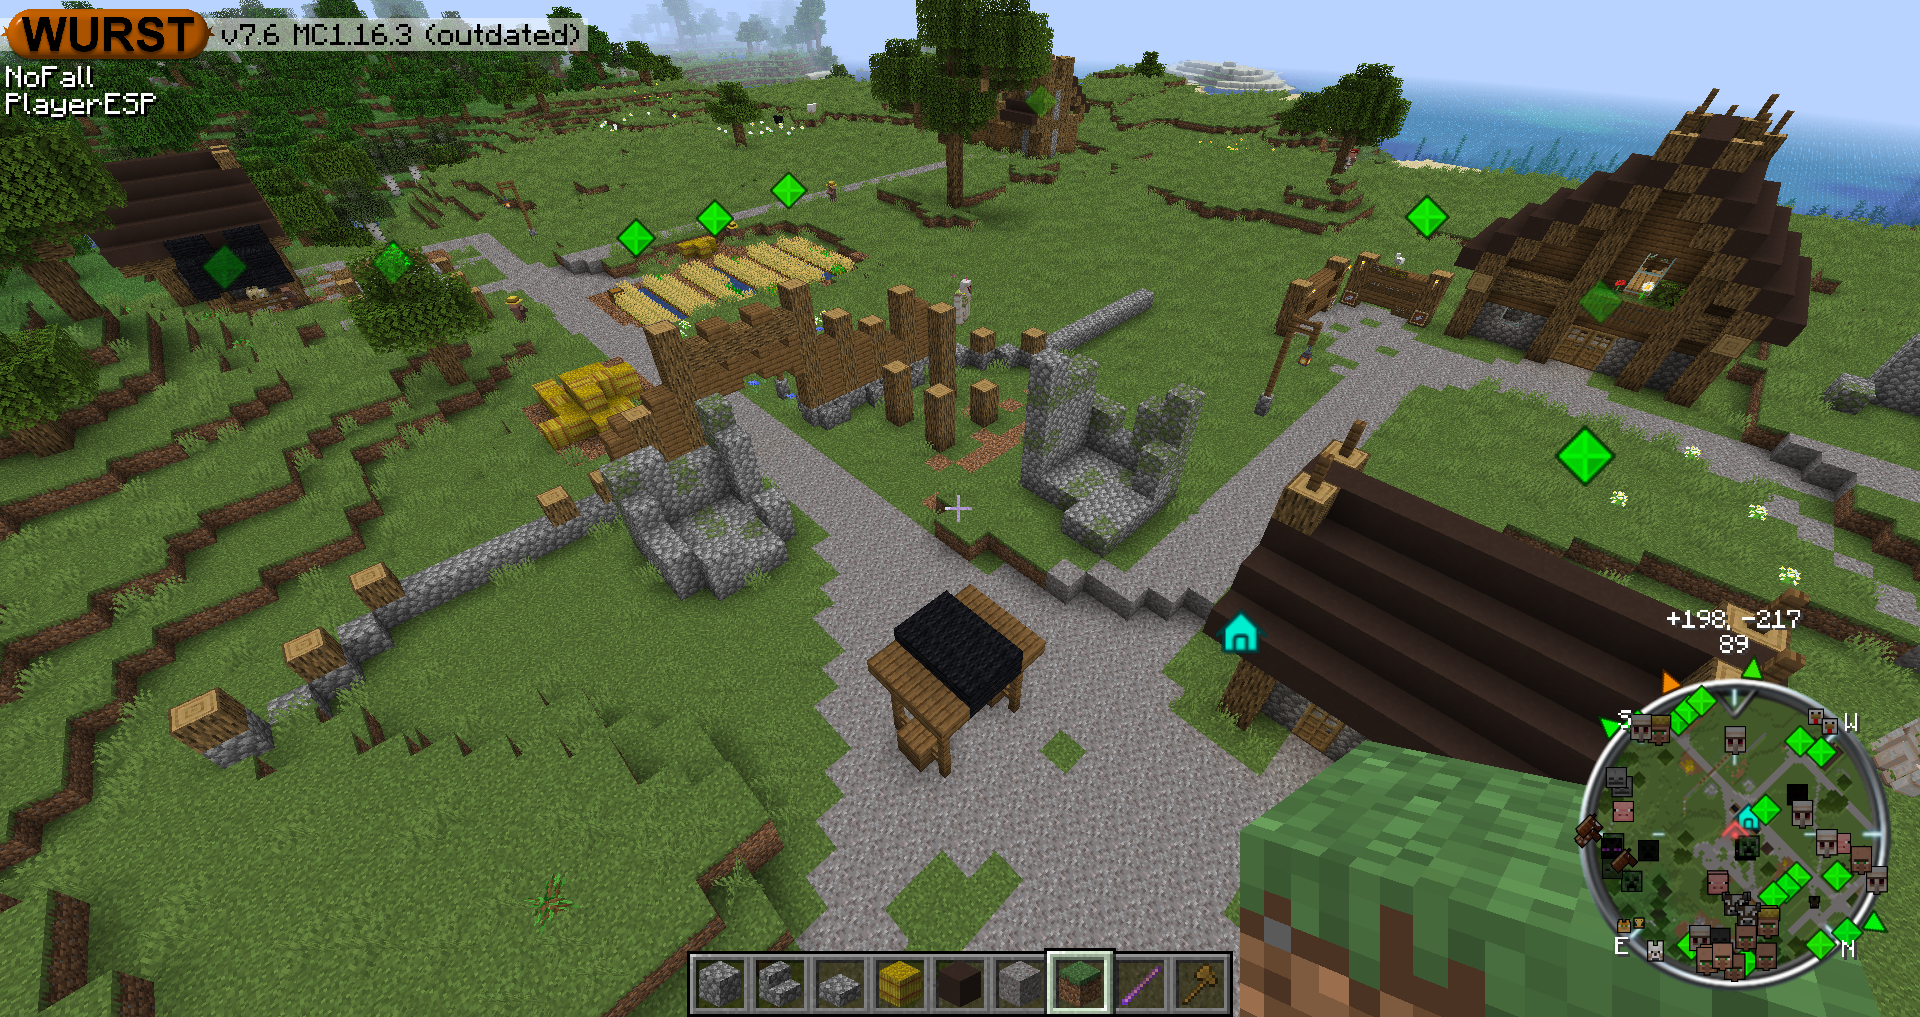 WURST v7.6 MC1.16.3 (outdated)
NoFall
PlayerESP
+198, -217
89
S
W
E
N